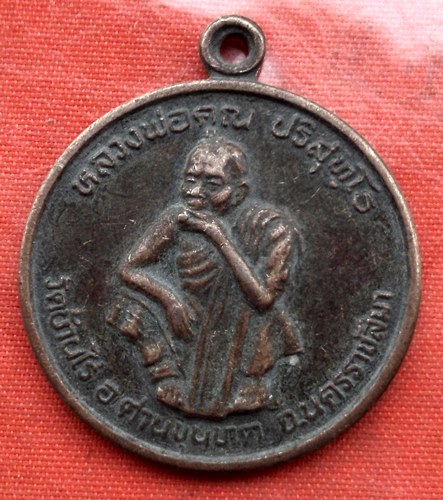 หลวงพ่อคูณ ปริสุทฺโธ
วัดบ้านไร่ อ.ด่านขุนทด จ.นครราชสีมา